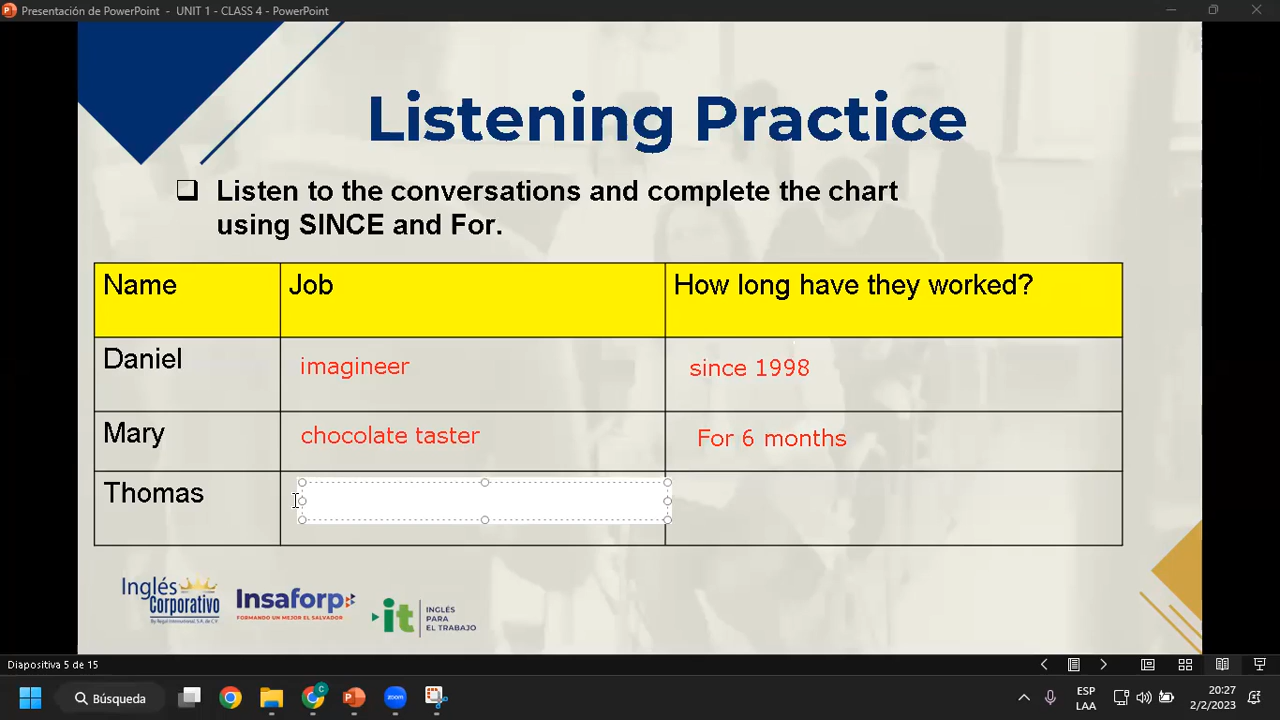 Presentación de PowerPoint - UNIT 1 - CLASS 4 - PowerPoint
Listening Practice
Listen to the conversations and complete the chart
using SINCE and For.
Name Job How long have they worked?
Daniel imagineer since 1998
Mary chocolate taster For 6 months
Thomas
Inglés
Corporativo
Insaforp
FORMANDO UN MEJOR EL SALVADOR
it INGLÉS
PARA
EL TRABAJO
Diapositiva 5 de 15
Búsqueda
zoom
ESP
LAA
20:27
2/2/2023